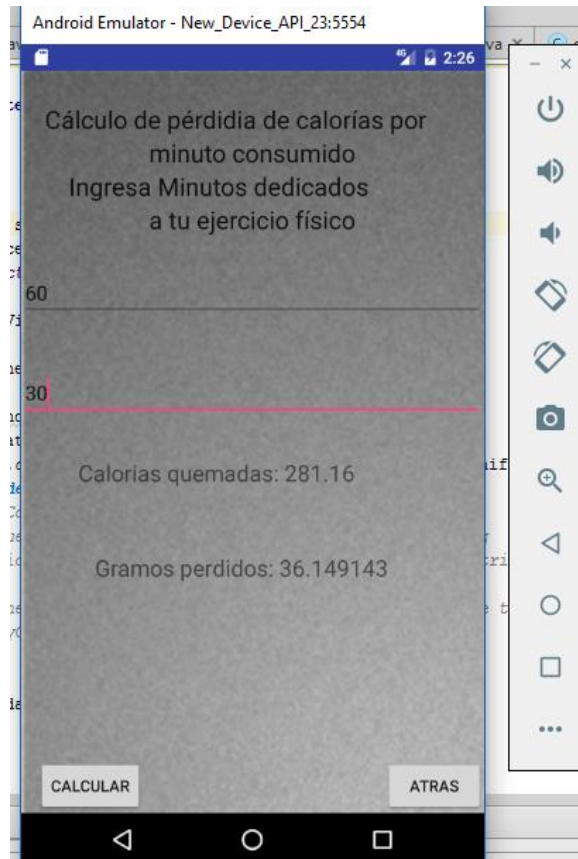 Android Emulator - New_Device_API_23:5554
4G 2:26
Cálculo de pérdidia de calorías por
minuto consumido
Ingresa Minutos dedicados
a tu ejercicio físico
60
30
Calorias quemadas: 281.16
Gramos perdidos: 36.149143
CALCULAR
ATRAS